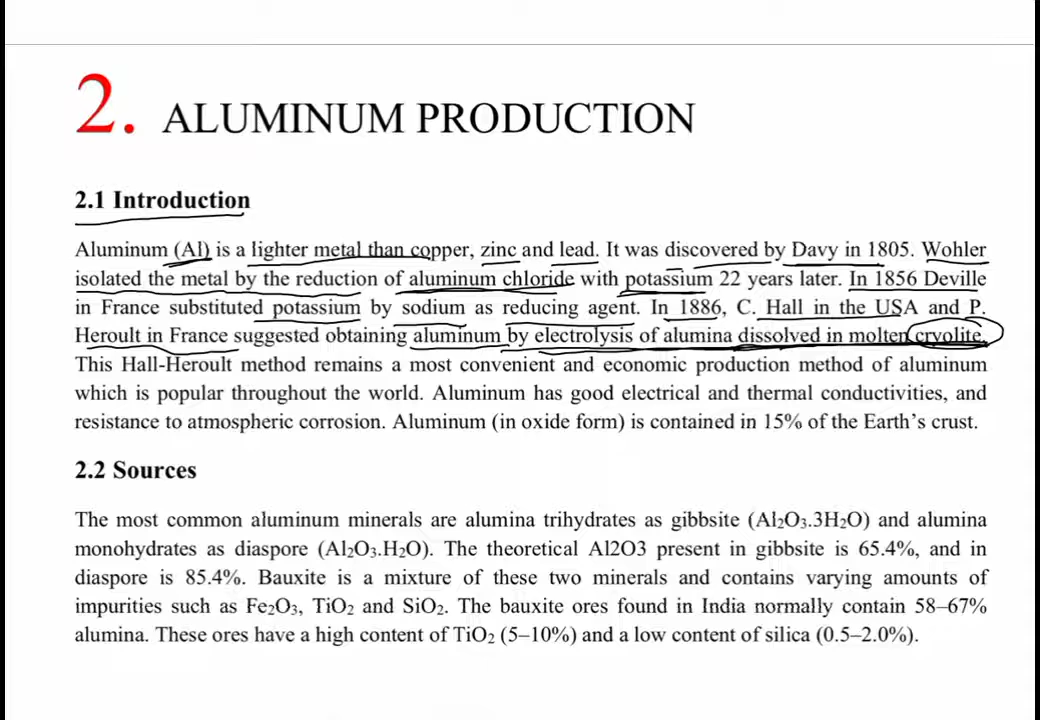 2. ALUMINUM PRODUCTION
2.1 Introduction
Aluminum (Al) is a lighter metal than copper, zinc and lead. It was discovered by Davy in 1805. Wohler
isolated the metal by the reduction of aluminum chloride with potassium 22 years later. In 1856 Deville
in France substituted potassium by sodium as reducing agent. In 1886, C. Hall in the USA and P.
Heroult in France suggested obtaining aluminum by electrolysis of alumina dissolved in molten cryolite.
This Hall-Heroult method remains a most convenient and economic production method of aluminum
which is popular throughout the world. Aluminum has good electrical and thermal conductivities, and
resistance to atmospheric corrosion. Aluminum (in oxide form) is contained in 15% of the Earth’s crust.
2.2 Sources
The most common aluminum minerals are alumina trihydrates as gibbsite (Al₂O₃.3H₂O) and alumina
monohydrates as diaspore (Al₂O₃.H₂O). The theoretical Al2O3 present in gibbsite is 65.4%, and in
diaspore is 85.4%. Bauxite is a mixture of these two minerals and contains varying amounts of
impurities such as Fe₂O₃, TiO₂ and SiO₂. The bauxite ores found in India normally contain 58–67%
alumina. These ores have a high content of TiO₂ (5–10%) and a low content of silica (0.5–2.0%).